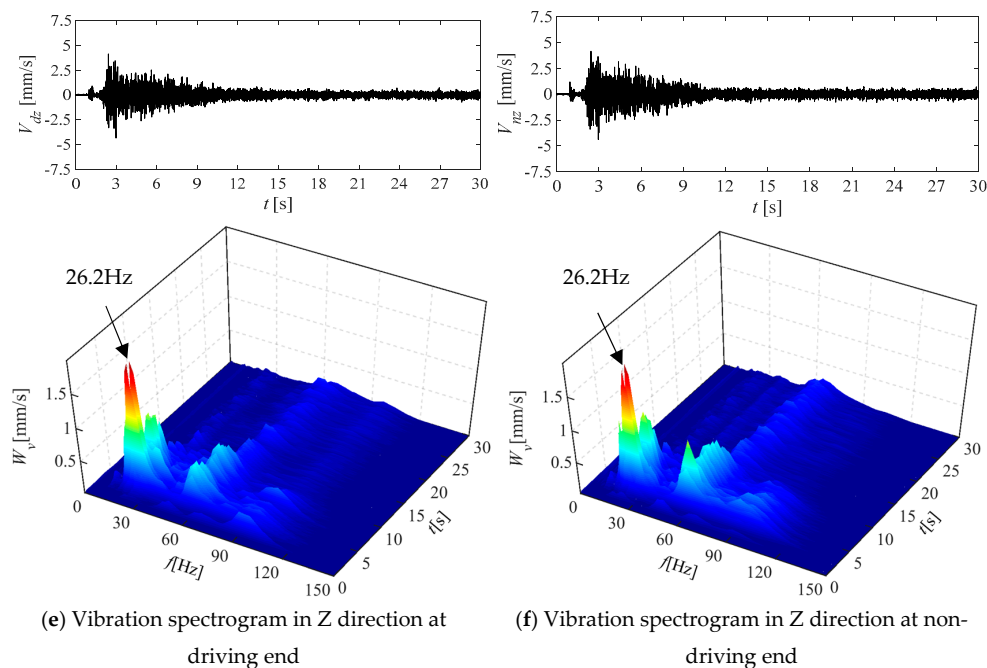 7.5
5
2.5
0
-2.5
-5
-7.5
V_dz [mm/s]
0 3 6 9 12 15 18 21 24 27 30
t [s]
7.5
5
2.5
0
-2.5
-5
-7.5
V_nz [mm/s]
0 3 6 9 12 15 18 21 24 27 30
t [s]
26.2Hz
1.5
1
0.5
W_v [mm/s]
0 30 60 90 120 150
f[Hz]
0 5 10 15 20 25 30
t[s]
26.2Hz
1.5
1
0.5
W_v [mm/s]
0 30 60 90 120 150
f[Hz]
0 5 10 15 20 25 30
t[s]
(e) Vibration spectrogram in Z direction at
driving end
(f) Vibration spectrogram in Z direction at non-
driving end